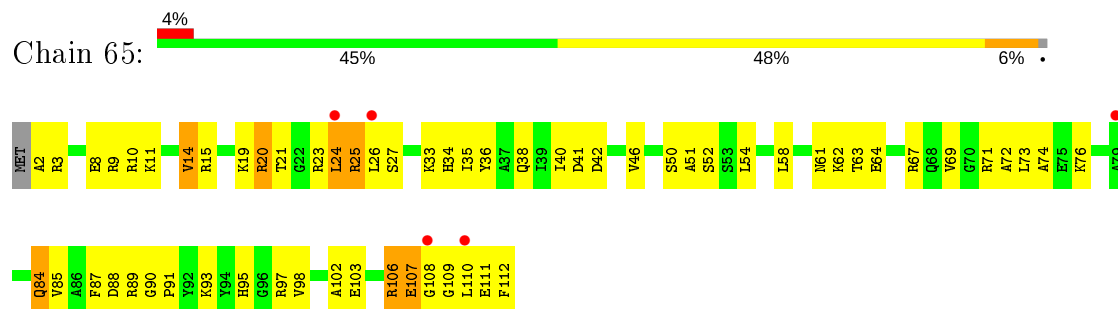 4%
Chain 65:
45% 48% 6% •
MET A2 R3 E8 R9 R10 K11 V14 R15 K19 R20 T21 G22 R23 L24 R25 L26 S27 K33 H34 I35 Y36 A37 Q38 I39 I40 D41 D42 V46 S50 A51 S52 S53 L54 L58 N61 K62 T63 E64 R67 Q68 V69 G70 R71 A72 L73 A74 E75 K76 A79
Q84 V85 A86 F87 D88 R89 G90 P91 Y92 K93 Y94 H95 G96 R97 V98 A102 E103 R106 E107 G108 G109 L110 E111 F112